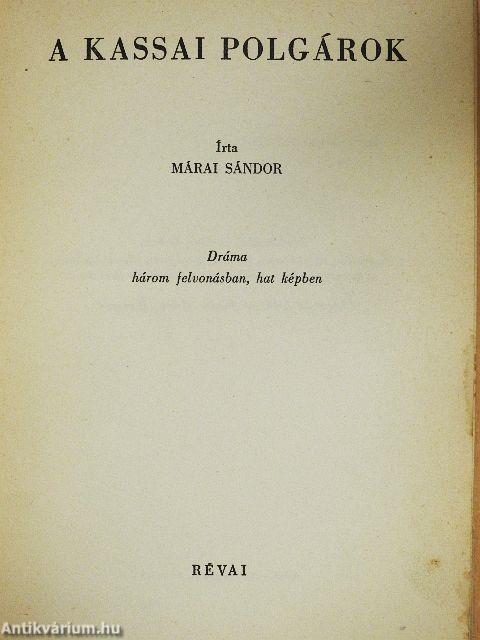 A KASSAI POLGÁROK
Írta
MÁRAI SÁNDOR
Dráma
három felvonásban, hat képben
RÉVAI
Antikvárium.hu